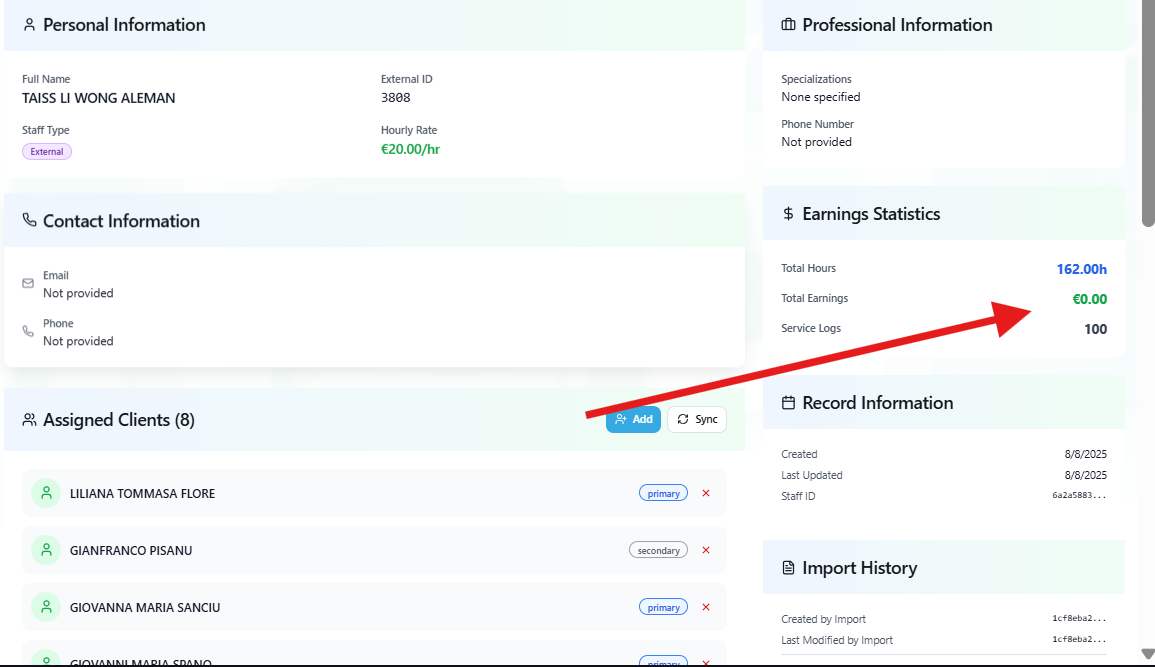 Personal Information
Full Name
TAISS LI WONG ALEMAN
External ID
3808
Staff Type
External
Hourly Rate
€20.00/hr
Contact Information
Email
Not provided
Phone
Not provided
Assigned Clients (8)
Add
Sync
LILIANA TOMMASA FLORE
primary
GIANFRANCO PISANU
secondary
GIOVANNA MARIA SANCIU
primary
GIOVANNI MARIA SPANO
primary
Professional Information
Specializations
None specified
Phone Number
Not provided
Earnings Statistics
Total Hours
162.00h
Total Earnings
€0.00
Service Logs
100
Record Information
Created
8/8/2025
Last Updated
8/8/2025
Staff ID
6a2a5883...
Import History
Created by Import
1cf8eba2...
Last Modified by Import
1cf8eba2...